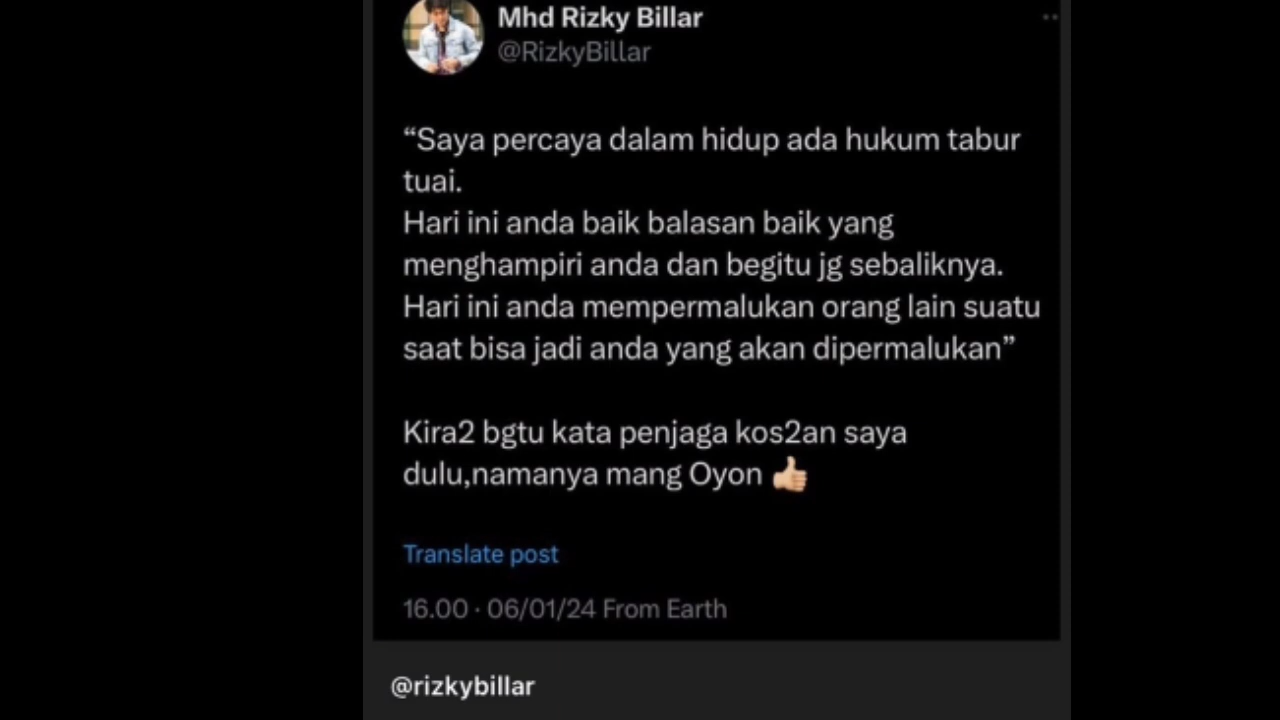 Mhd Rizky Billar
@RizkyBillar
“Saya percaya dalam hidup ada hukum tabur
tuai.
Hari ini anda baik balasan baik yang
menghampiri anda dan begitu jg sebaliknya.
Hari ini anda mempermalukan orang lain suatu
saat bisa jadi anda yang akan dipermalukan”
Kira2 bgtu kata penjaga kos2an saya
dulu,namanya mang Oyon 👍🏼
Translate post
16.00 · 06/01/24 From Earth
@rizkybillar